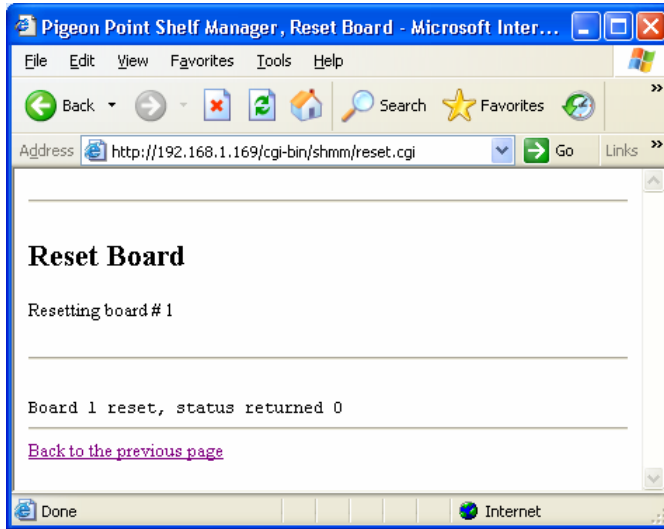 Pigeon Point Shelf Manager, Reset Board - Microsoft Inter...
File Edit View Favorites Tools Help
Back Search Favorites »
Address http://192.168.1.169/cgi-bin/shmm/reset.cgi Go Links »
Reset Board
Resetting board # 1
Board 1 reset, status returned 0
Back to the previous page
Done Internet